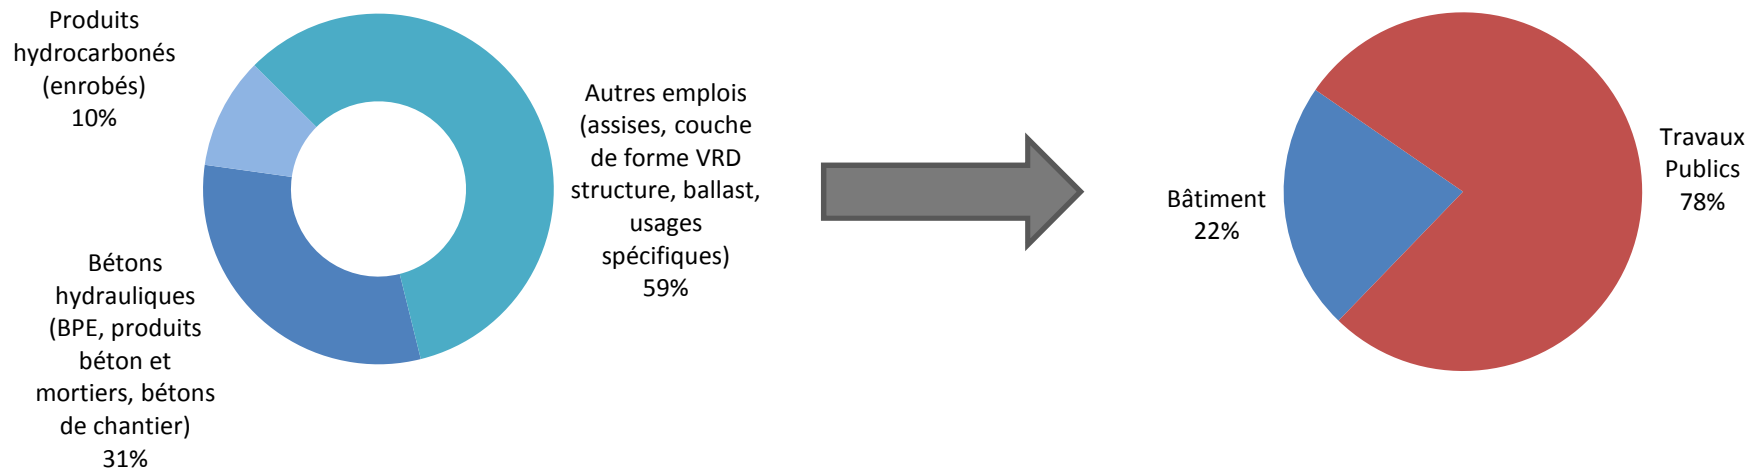 Produits
hydrocarbonés
(enrobés)
10%
Autres emplois
(assises, couche
de forme VRD
structure, ballast,
usages
spécifiques)
59%
Bétons
hydrauliques
(BPE, produits
béton et
mortiers, bétons
de chantier)
31%
Bâtiment
22%
Travaux
Publics
78%